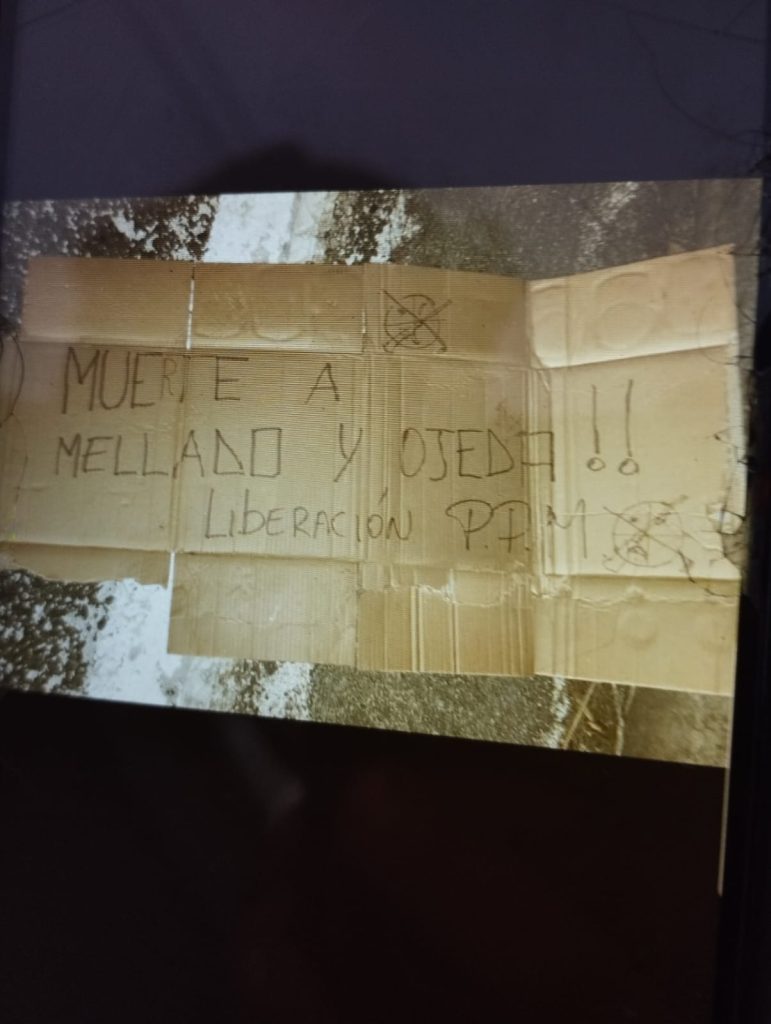 MUERTE A
MELLADO Y OJEDA !!
LIBERACIÓN P.P.M